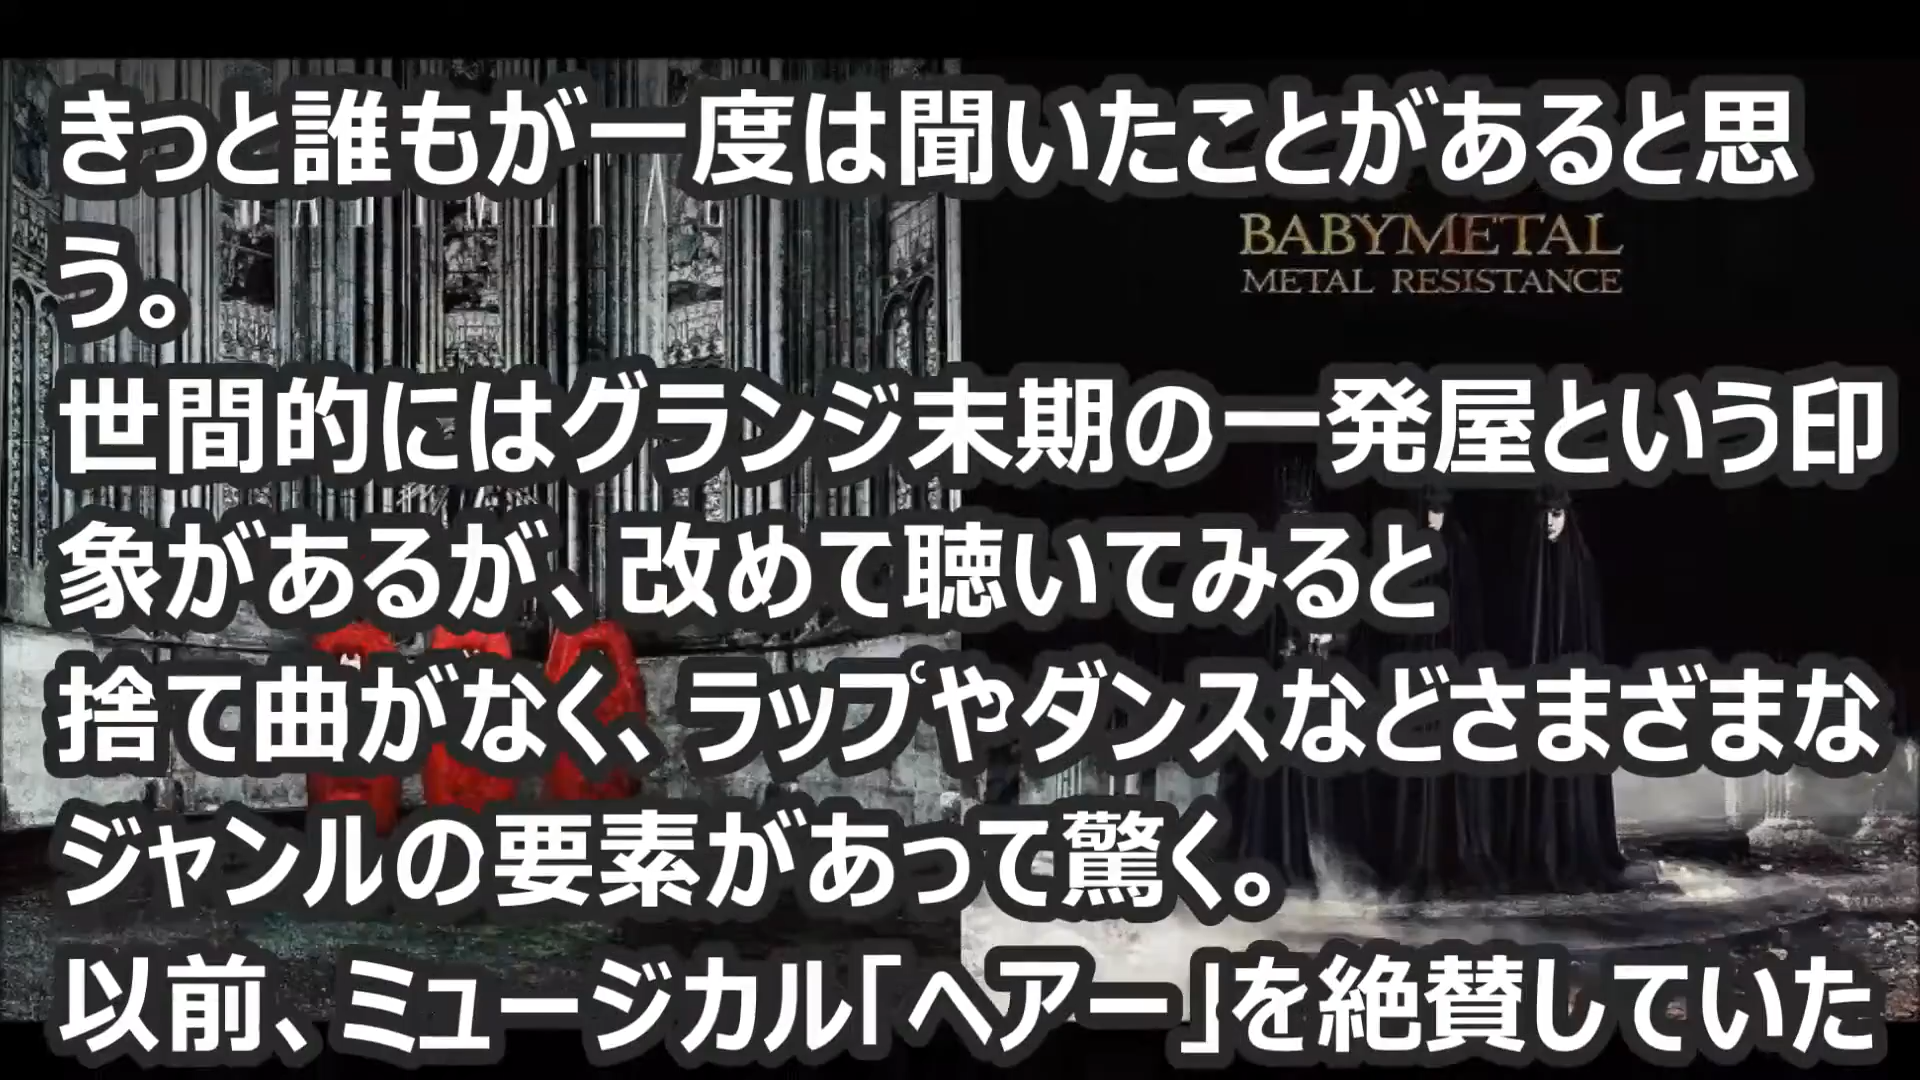 きっと誰もが一度は聞いたことがあると思
う。
世間的にはグランジ末期の一発屋という印
象があるが、改めて聴いてみると
捨て曲がなく、ラップやダンスなどさまざまな
ジャンルの要素があって驚く。
以前、ミュージカル「ヘアー」を絶賛していた
BABYMETAL
METAL RESISTANCE